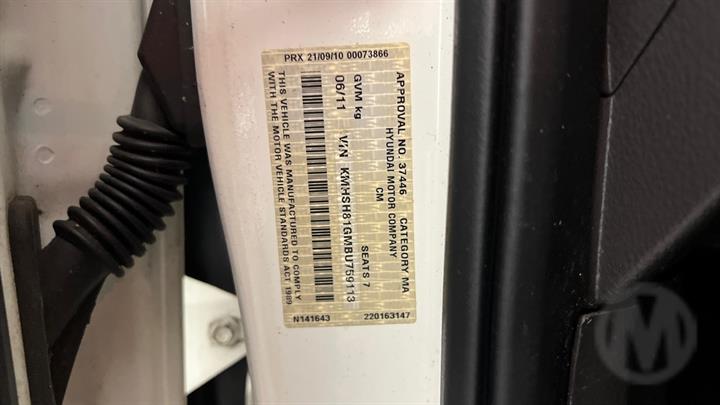 PRX 21/09/10 00073866
APPROVAL NO. 37446 CATEGORY MA
HYUNDAI MOTOR COMPANY
CM
GVM kg SEATS 7
06/11 VIN KMHSH81GMBU759113
THIS VEHICLE WAS MANUFACTURED TO COMPLY
WITH THE MOTOR VEHICLE STANDARDS ACT 1989
N141643 220163147
M